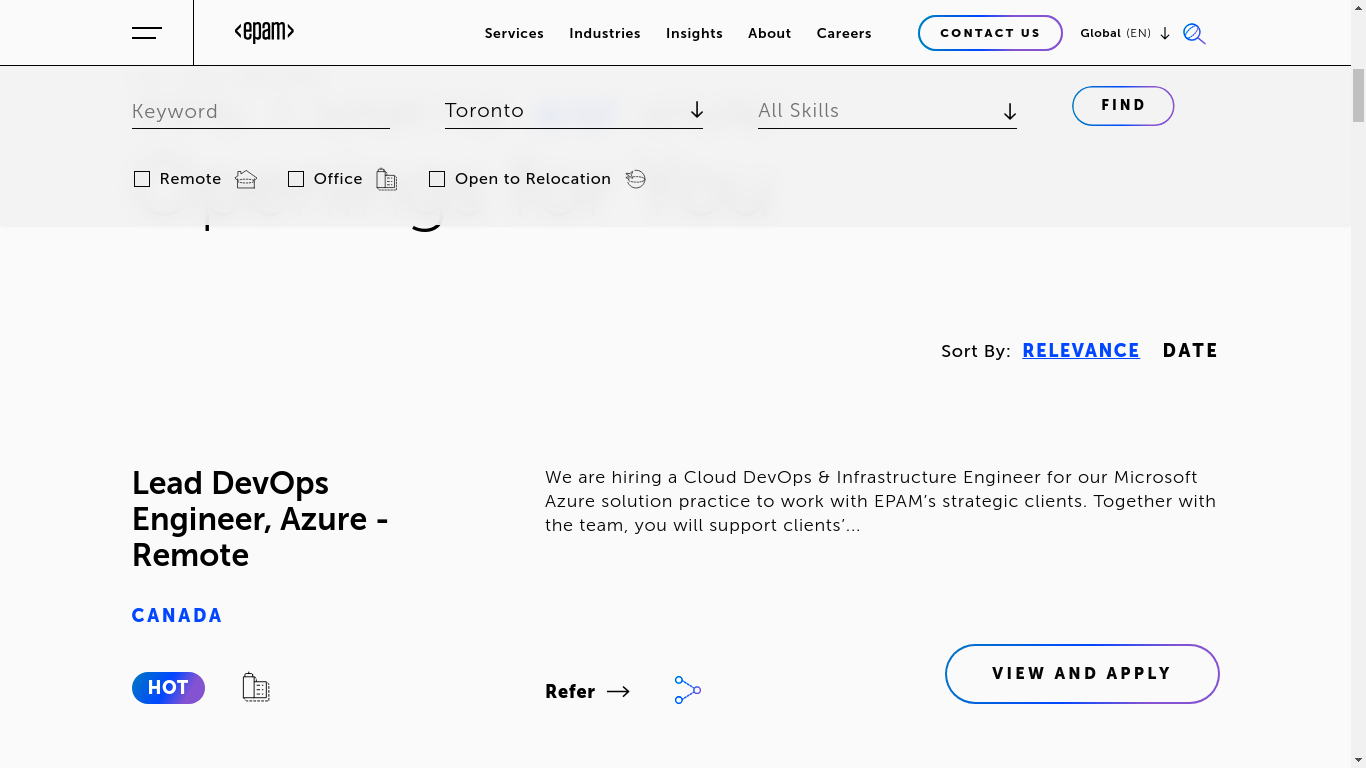 <epam>
Services Industries Insights About Careers CONTACT US Global (EN)
Keyword Toronto All Skills FIND
Remote Office Open to Relocation
Openings for You
Sort By: RELEVANCE DATE
Lead DevOps
Engineer, Azure -
Remote
We are hiring a Cloud DevOps & Infrastructure Engineer for our Microsoft
Azure solution practice to work with EPAM’s strategic clients. Together with
the team, you will support clients’...
CANADA
HOT
Refer
VIEW AND APPLY